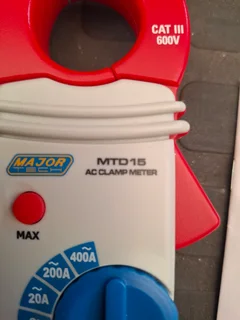 CAT III
600V
MAJOR
TECH
MTD15
AC CLAMP METER
MAX
400A
200A
20A